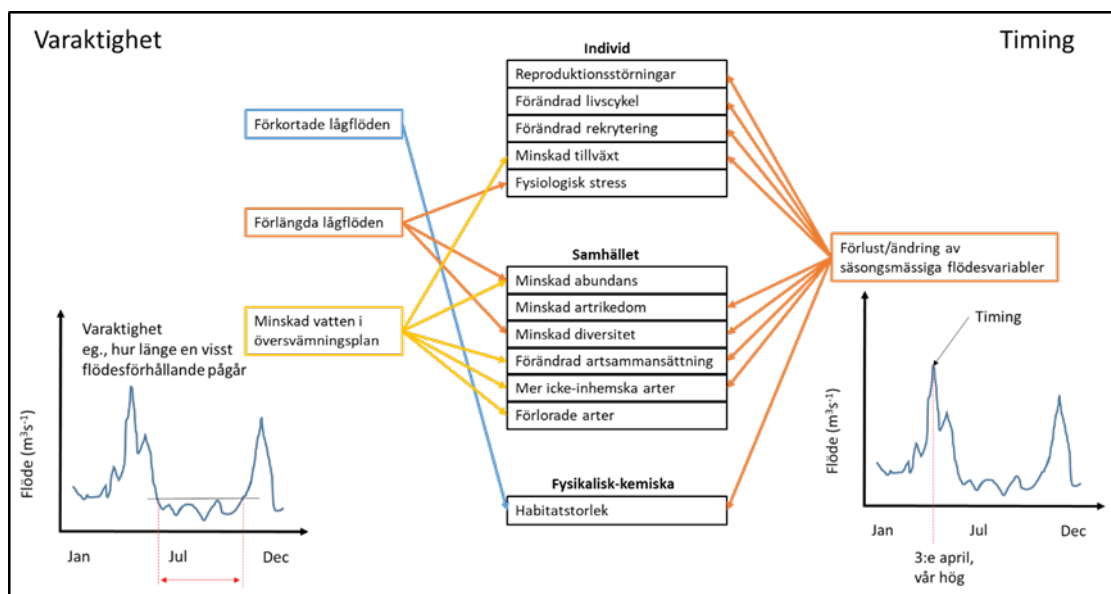 Varaktighet
Timing
Individ
Reproduktionsstörningar
Förändrad livscykel
Förändrad rekrytering
Minskad tillväxt
Fysiologisk stress
Förkortade lågflöden
Förlängda lågflöden
Minskad vatten i
översvämningsplan
Samhället
Minskad abundans
Minskad artrikedom
Minskad diversitet
Förändrad artsammansättning
Mer icke-inhemska arter
Förlorade arter
Fysikalisk-kemiska
Habitatstorlek
Förlust/ändring av
säsongsmässiga flödesvariabler
Varaktighet
eg., hur länge en visst
flödesförhållande pågår
Flöde (m³s⁻¹)
Jan
Jul
Dec
Timing
Flöde (m³s⁻¹)
Jan
Jul
Dec
3:e april,
vår hög